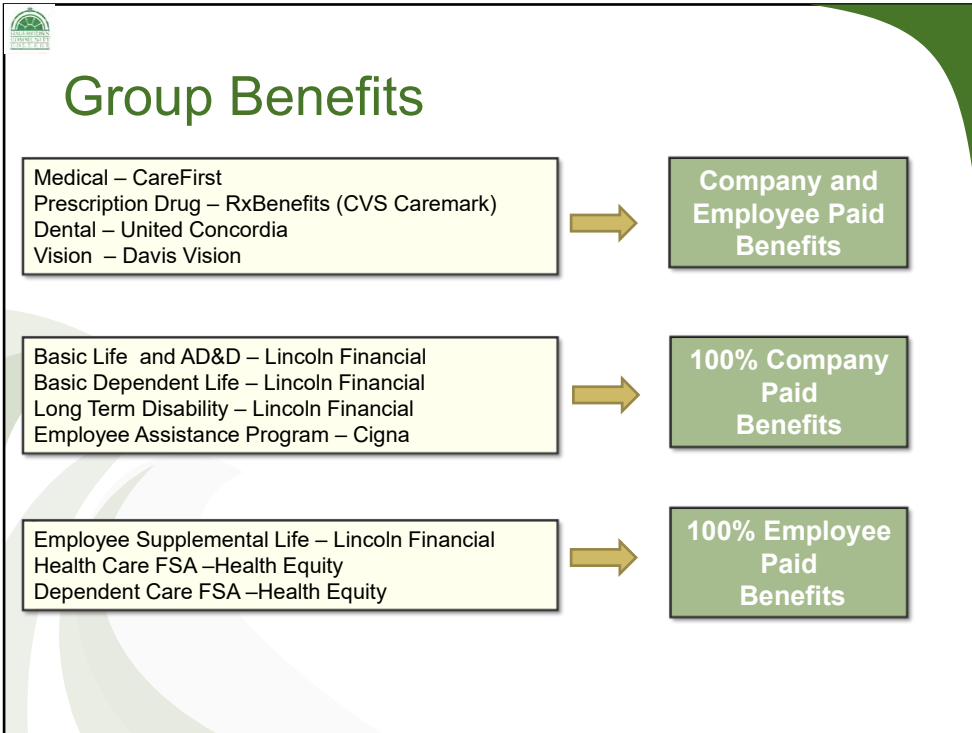 HAGERSTOWN
COMMUNITY
COLLEGE
Group Benefits
Medical – CareFirst
Prescription Drug – RxBenefits (CVS Caremark)
Dental – United Concordia
Vision  – Davis Vision
Company and
Employee Paid
Benefits
Basic Life  and AD&D – Lincoln Financial
Basic Dependent Life – Lincoln Financial
Long Term Disability – Lincoln Financial
Employee Assistance Program – Cigna
100% Company
Paid
Benefits
Employee Supplemental Life – Lincoln Financial
Health Care FSA –Health Equity
Dependent Care FSA –Health Equity
100% Employee
Paid
Benefits